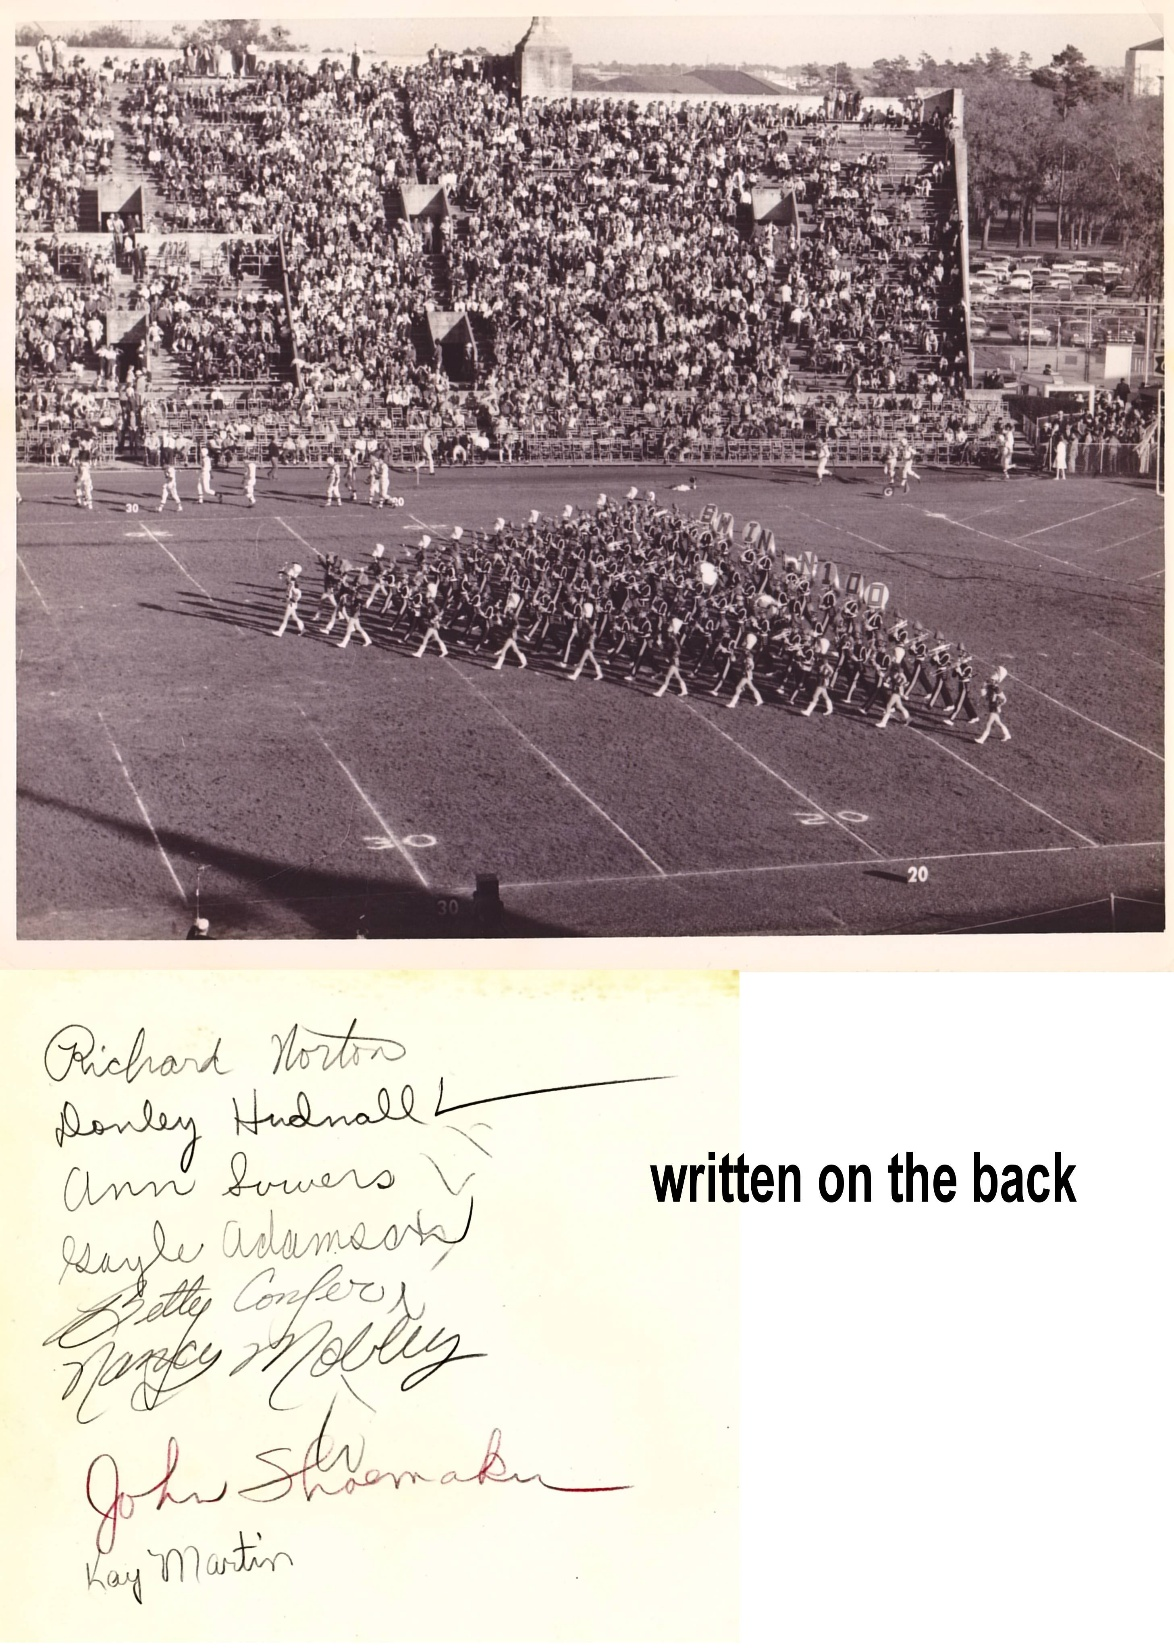 30 20
G
20
30
20
30
Richard Norton
Donley Hudnall
Ann Sowers
Gayle Adamson
Betty Confer
Nancy Mobley
John Shoemaker
Kay Martin
written on the back